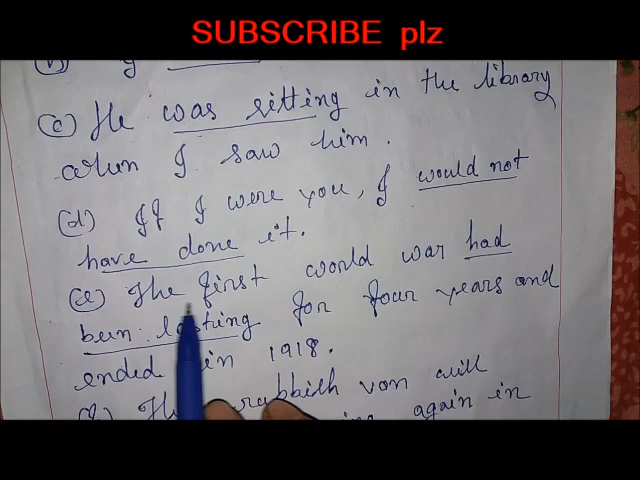 SUBSCRIBE plz
(c) He was sitting in the library
when I saw him.
(d) If I were you, I would not
have done it.
(e) The first would war had
been lasting for four years and
ended in 1918.
rubbish van will
again in